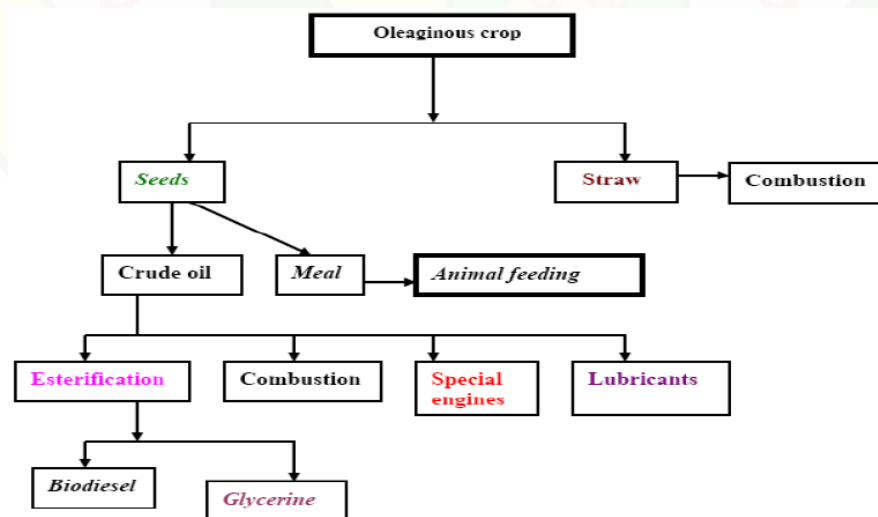 Oleaginous crop
Seeds
Straw
Combustion
Crude oil
Meal
Animal feeding
Esterification
Combustion
Special
engines
Lubricants
Biodiesel
Glycerine